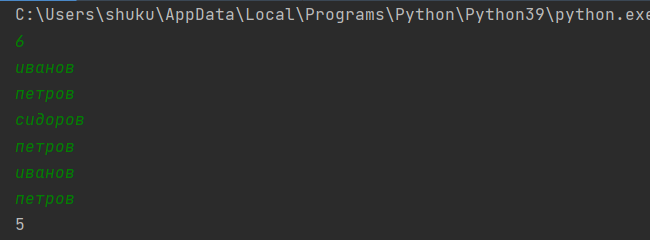 C:\Users\shuku\AppData\Local\Programs\Python\Python39\python.exe
6
иванов
петров
сидоров
петров
иванов
петров
5